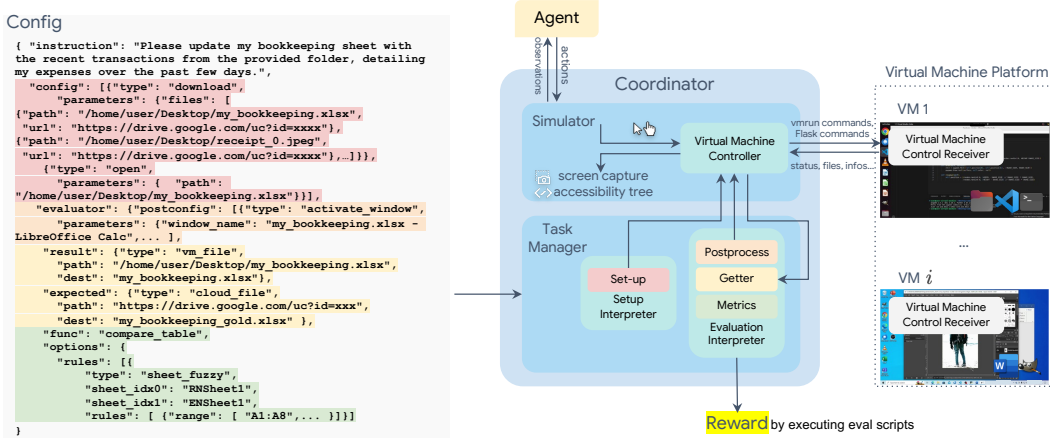 Config
{ "instruction": "Please update my bookkeeping sheet with
the recent transactions from the provided folder, detailing
my expenses over the past few days.",
"config": [{"type": "download",
"parameters": {"files": [
{"path": "/home/user/Desktop/my_bookkeeping.xlsx",
"url": "https://drive.google.com/uc?id=xxxx"},
{"path": "/home/user/Desktop/receipt_0.jpeg",
"url": "https://drive.google.com/uc?id=xxxx"},…]}},
{"type": "open",
"parameters": { "path":
"/home/user/Desktop/my_bookkeeping.xlsx"}}],
"evaluator": {"postconfig": [{"type": "activate_window",
"parameters": {"window_name": "my_bookkeeping.xlsx -
LibreOffice Calc",... ],
"result": {"type": "vm_file",
"path": "/home/user/Desktop/my_bookkeeping.xlsx",
"dest": "my_bookkeeping.xlsx"},
"expected": {"type": "cloud_file",
"path": "https://drive.google.com/uc?id=xxx",
"dest": "my_bookkeeping_gold.xlsx" },
"func": "compare_table",
"options": {
"rules": [{
"type": "sheet_fuzzy",
"sheet_idx0": "RNSheet1",
"sheet_idx1": "ENSheet1",
"rules": [ {"range": [ "A1:A8",... }]}]
}
Agent
observations
actions
Coordinator
Simulator
Virtual Machine
Controller
screen capture
accessibility tree
Task
Manager
Set-up
Setup
Interpreter
Postprocess
Getter
Metrics
Evaluation
Interpreter
Reward by executing eval scripts
vmrun commands,
Flask commands
status, files, infos...
Virtual Machine Platform
VM 1
Virtual Machine
Control Receiver
...
VM i
Virtual Machine
Control Receiver
W